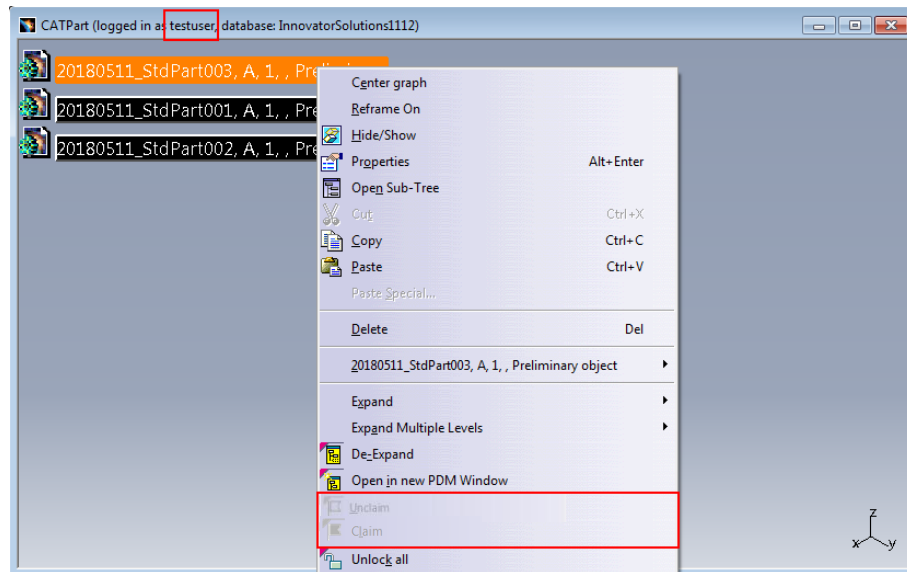 CATPart (logged in as testuser, database: InnovatorSolutions1112)
20180511_StdPart003, A, 1, , Preliminary
20180511_StdPart001, A, 1, , Pre
20180511_StdPart002, A, 1, , Pre
Center graph
Reframe On
Hide/Show
Properties Alt+Enter
Open Sub-Tree
Cut Ctrl+X
Copy Ctrl+C
Paste Ctrl+V
Paste Special...
Delete Del
20180511_StdPart003, A, 1, , Preliminary object
Expand
Expand Multiple Levels
De-Expand
Open in new PDM Window
Unclaim
Claim
Unlock all
z
x y